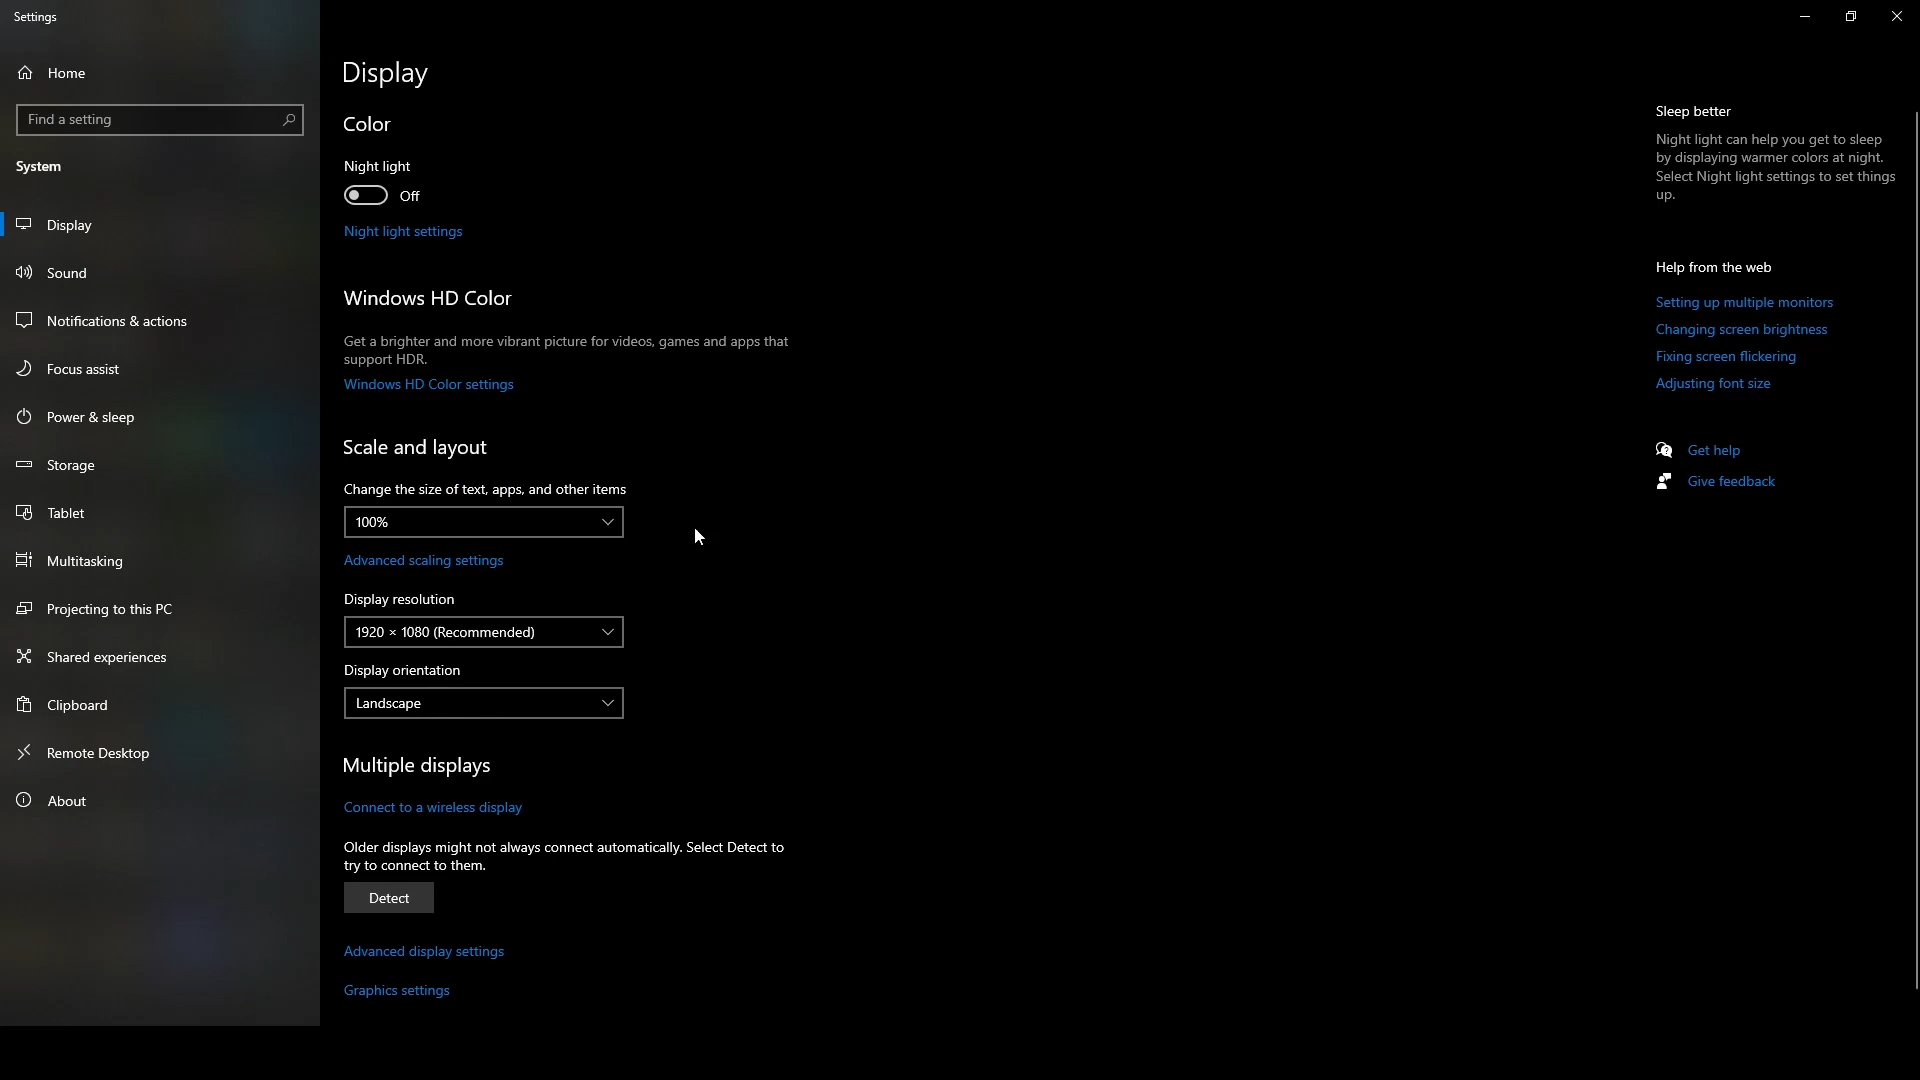 Settings
Home
Find a setting
System
Display
Sound
Notifications & actions
Focus assist
Power & sleep
Storage
Tablet
Multitasking
Projecting to this PC
Shared experiences
Clipboard
Remote Desktop
About
Display
Color
Night light
Off
Night light settings
Windows HD Color
Get a brighter and more vibrant picture for videos, games and apps that
support HDR.
Windows HD Color settings
Scale and layout
Change the size of text, apps, and other items
100%
Advanced scaling settings
Display resolution
1920 × 1080 (Recommended)
Display orientation
Landscape
Multiple displays
Connect to a wireless display
Older displays might not always connect automatically. Select Detect to
try to connect to them.
Detect
Advanced display settings
Graphics settings
Sleep better
Night light can help you get to sleep
by displaying warmer colors at night.
Select Night light settings to set things
up.
Help from the web
Setting up multiple monitors
Changing screen brightness
Fixing screen flickering
Adjusting font size
Get help
Give feedback